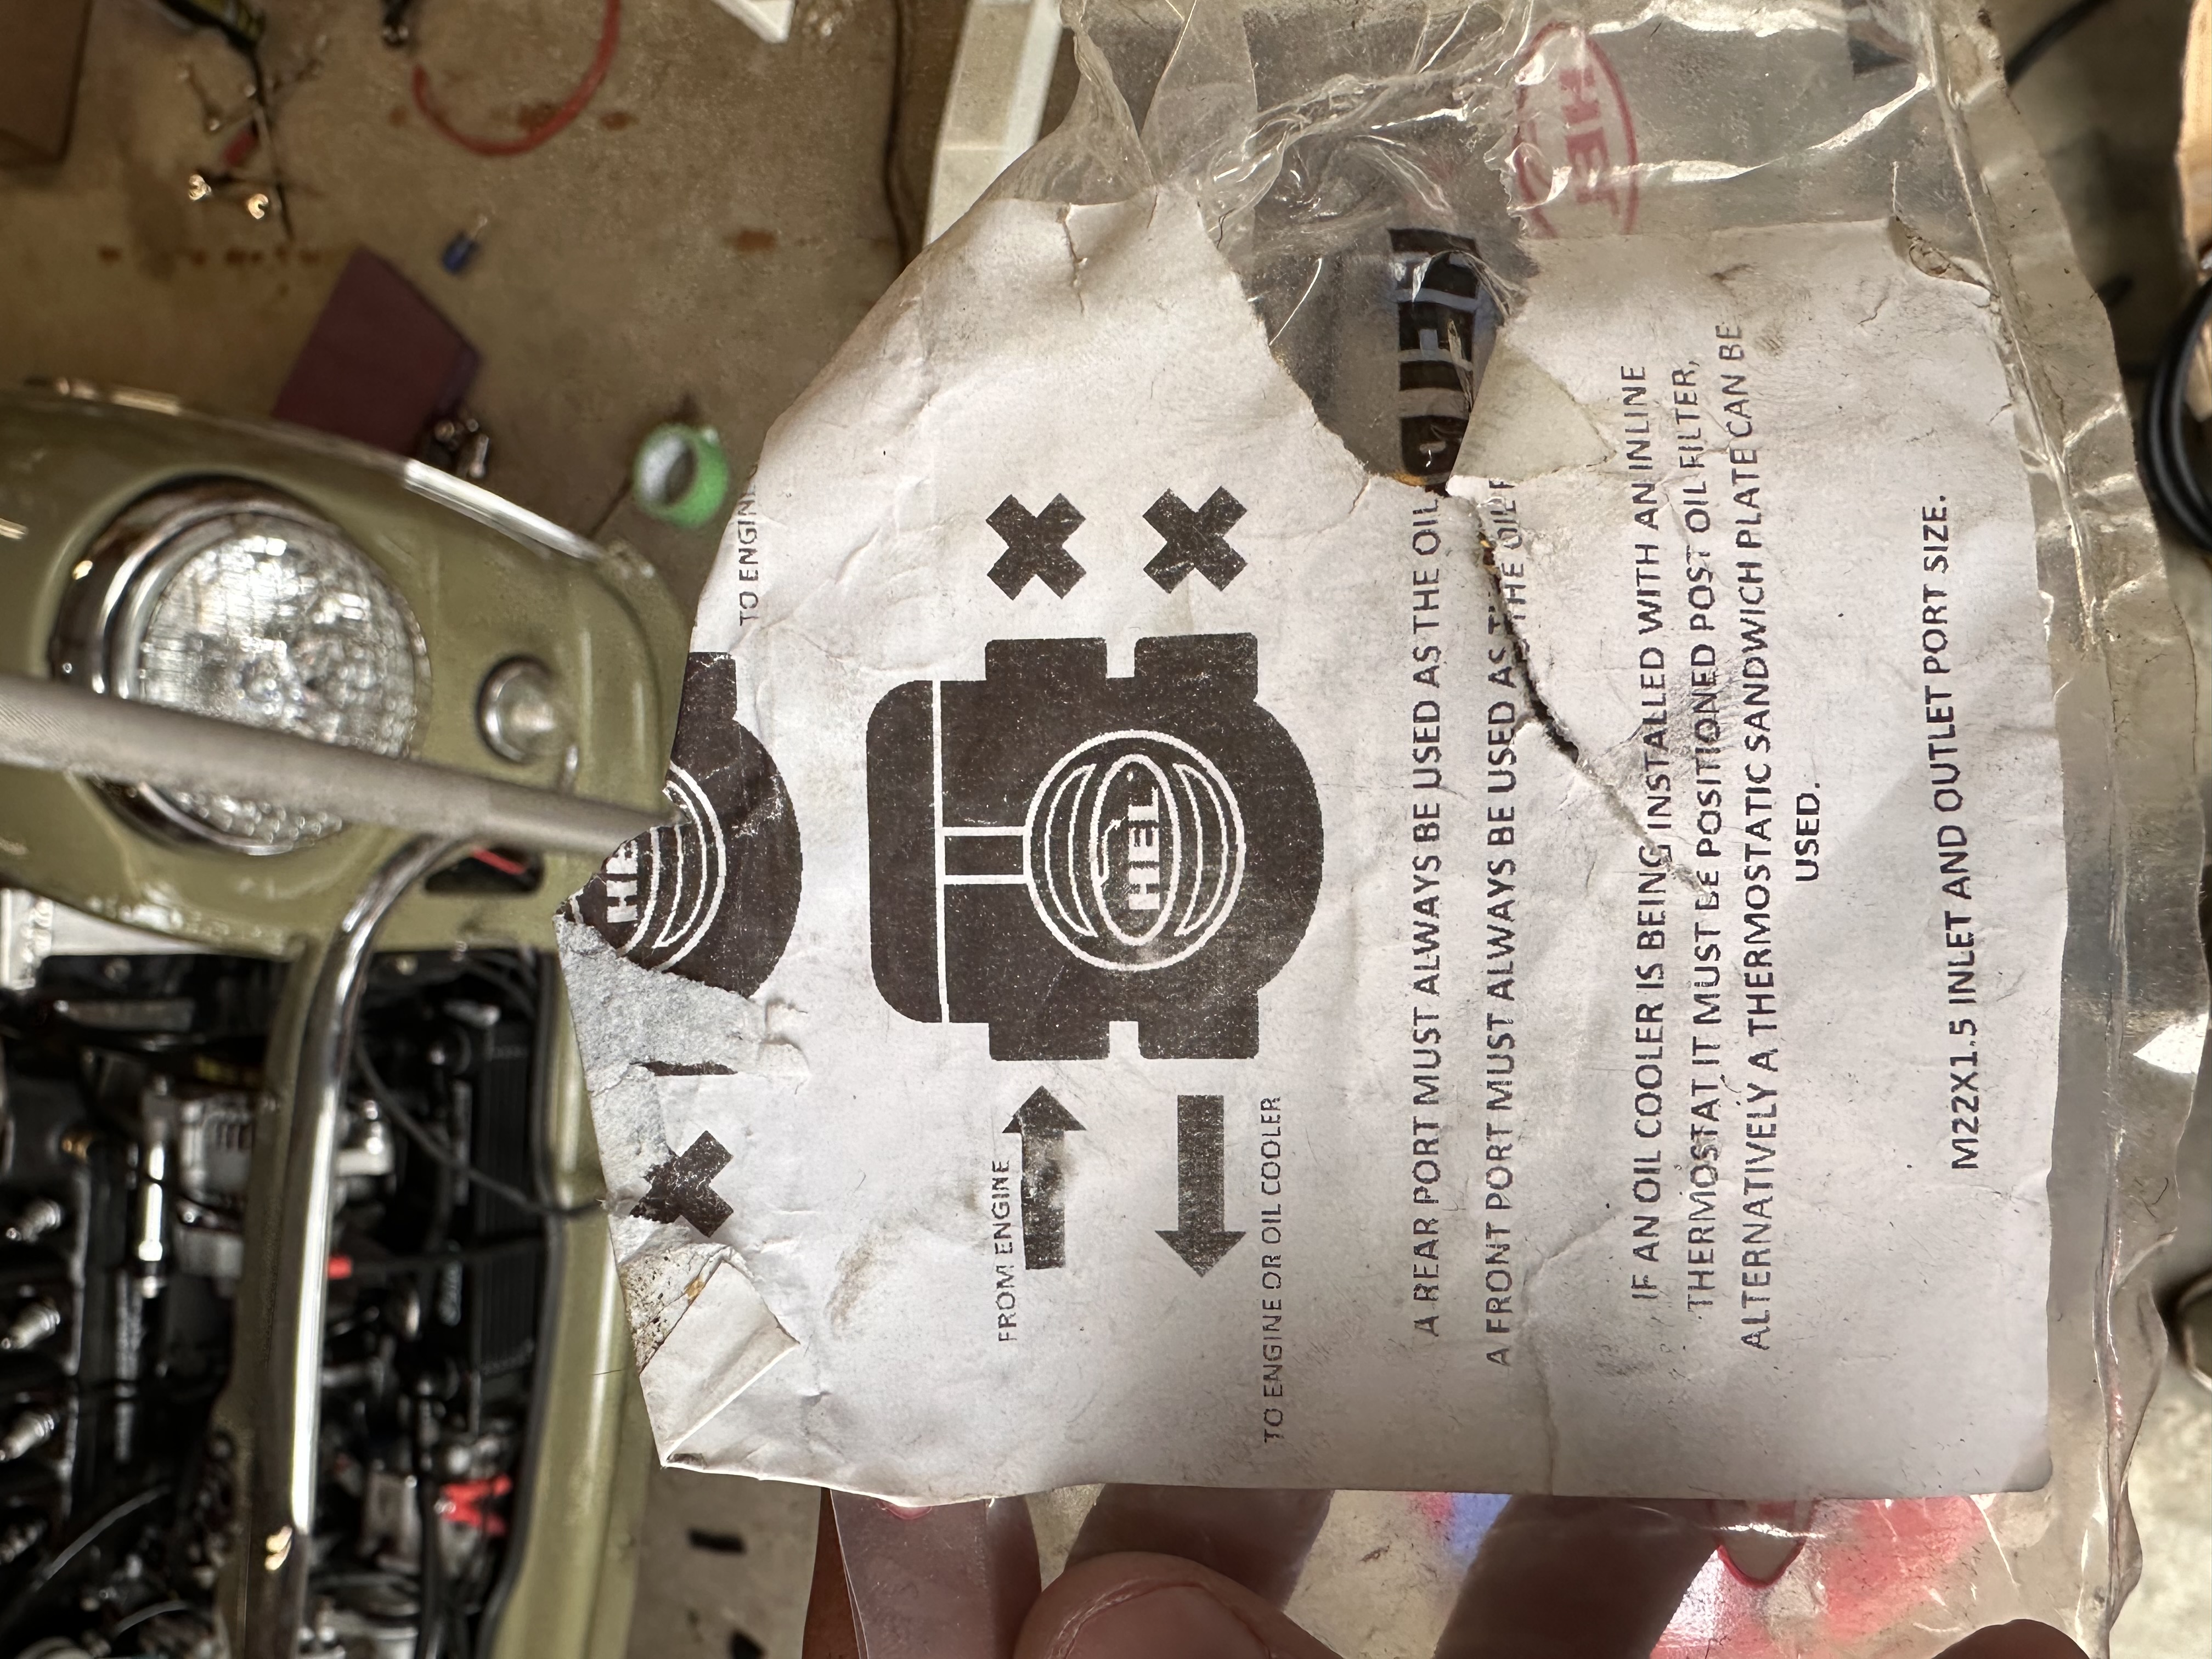 HE
TO ENGINE
FROM ENGINE
HEL
TO ENGINE OR OIL COOLER
A REAR PORT MUST ALWAYS BE USED AS THE OIL
A FRONT PORT MUST ALWAYS BE USED AS THE OIL
IF AN OIL COOLER IS BEING INSTALLED WITH AN INLINE
THERMOSTAT IT MUST BE POSITIONED POST OIL FILTER,
ALTERNATIVELY A THERMOSTATIC SANDWICH PLATE CAN BE
USED.
M22X1.5 INLET AND OUTLET PORT SIZE.
HEL